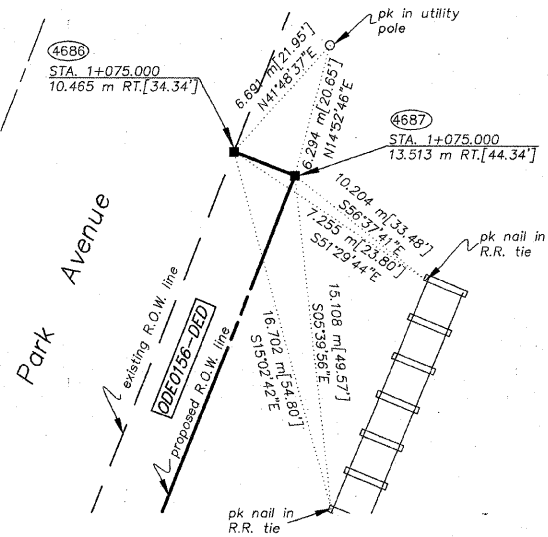 pk in utility
pole
4686
STA. 1+075.000
10.465 m RT.[34.34']
6.691 m[21.95']
N41°48'37"E
6.294 m[20.65']
N14°52'46"E
4687
STA. 1+075.000
13.513 m RT.[44.34']
10.204 m[33.48']
S56°37'41"E
7.255 m[23.80']
S51°29'44"E
pk nail in
R.R. tie
Park Avenue
existing R.O.W. line
ODE0156-DED
proposed R.O.W. line
16.702 m[54.80']
S15°02'42"E
15.108 m[49.57']
S05°39'56"E
pk nail in
R.R. tie